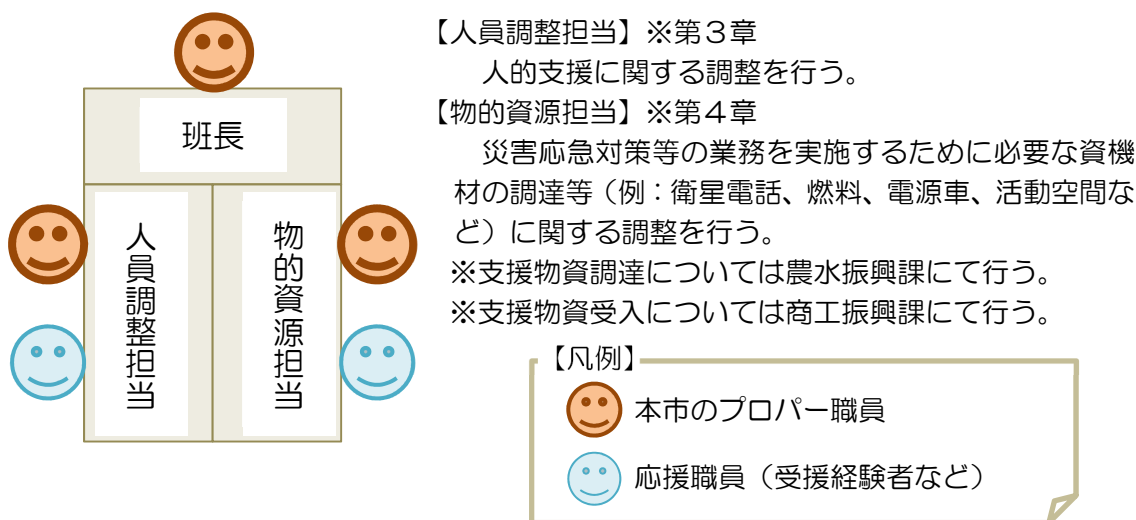 班長
人員調整担当
物的資源担当
【人員調整担当】※第３章
人的支援に関する調整を行う。
【物的資源担当】※第４章
災害応急対策等の業務を実施するために必要な資機
材の調達等（例：衛星電話、燃料、電源車、活動空間な
ど）に関する調整を行う。
※支援物資調達については農水振興課にて行う。
※支援物資受入については商工振興課にて行う。
【凡例】
本市のプロパー職員
応援職員（受援経験者など）